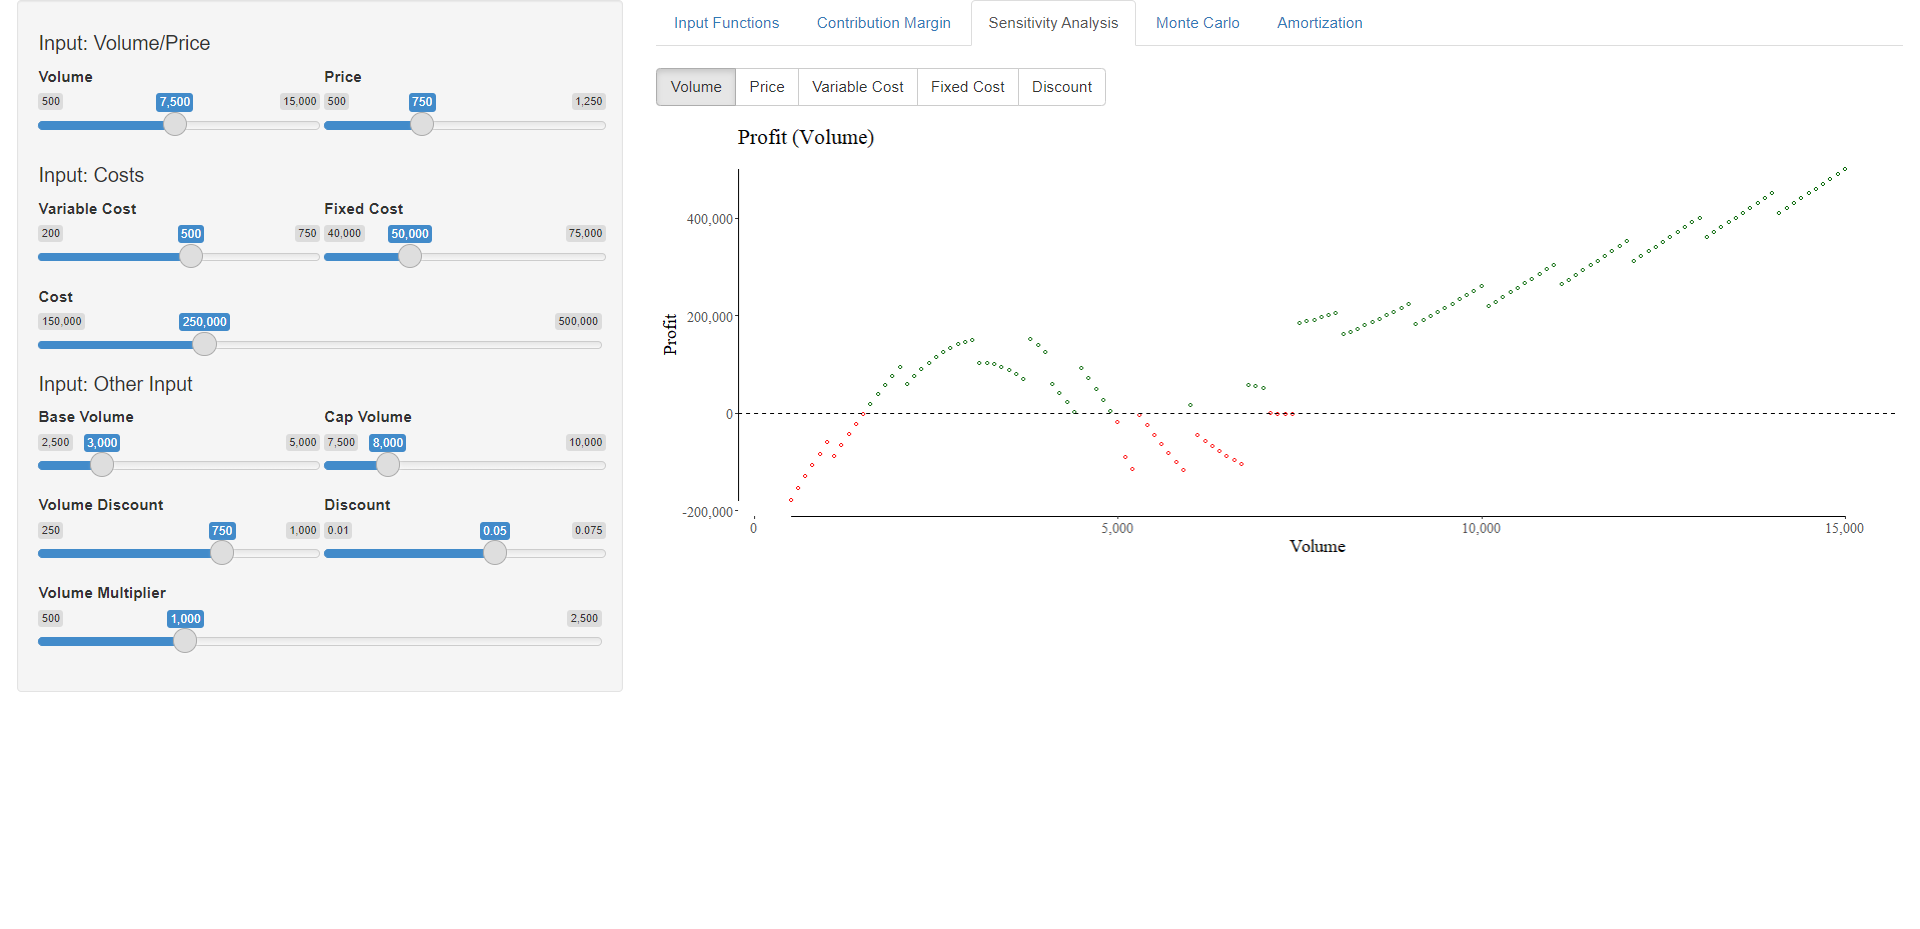 Input: Volume/Price
Volume
Price
500 7,500 15,000
500 750 1,250
Input: Costs
Variable Cost
Fixed Cost
200 500 750
40,000 50,000 75,000
Cost
150,000 250,000 500,000
Input: Other Input
Base Volume
Cap Volume
2,500 3,000 5,000
7,500 8,000 10,000
Volume Discount
Discount
250 750 1,000
0.01 0.05 0.075
Volume Multiplier
500 1,000 2,500
Input Functions Contribution Margin Sensitivity Analysis Monte Carlo Amortization
Volume Price Variable Cost Fixed Cost Discount
Profit (Volume)
Profit
400,000
200,000
0
-200,000
0 5,000 10,000 15,000
Volume